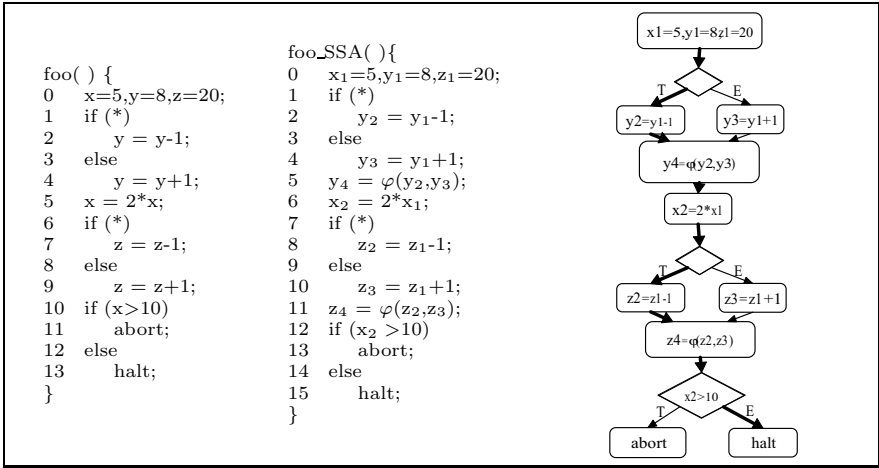 foo( ) {
0 x=5,y=8,z=20;
1 if (*)
2 y = y-1;
3 else
4 y = y+1;
5 x = 2*x;
6 if (*)
7 z = z-1;
8 else
9 z = z+1;
10 if (x>10)
11 abort;
12 else
13 halt;
}
foo_SSA( ){
0 x₁=5,y₁=8,z₁=20;
1 if (*)
2 y₂ = y₁-1;
3 else
4 y₃ = y₁+1;
5 y₄ = φ(y₂,y₃);
6 x₂ = 2*x₁;
7 if (*)
8 z₂ = z₁-1;
9 else
10 z₃ = z₁+1;
11 z₄ = φ(z₂,z₃);
12 if (x₂ >10)
13 abort;
14 else
15 halt;
}
x1=5,y1=8z1=20
T E
y2=y1-1 y3=y1+1
y4=φ(y2,y3)
x2=2*x1
T E
z2=z1-1 z3=z1+1
z4=φ(z2,z3)
x2>10
T E
abort halt